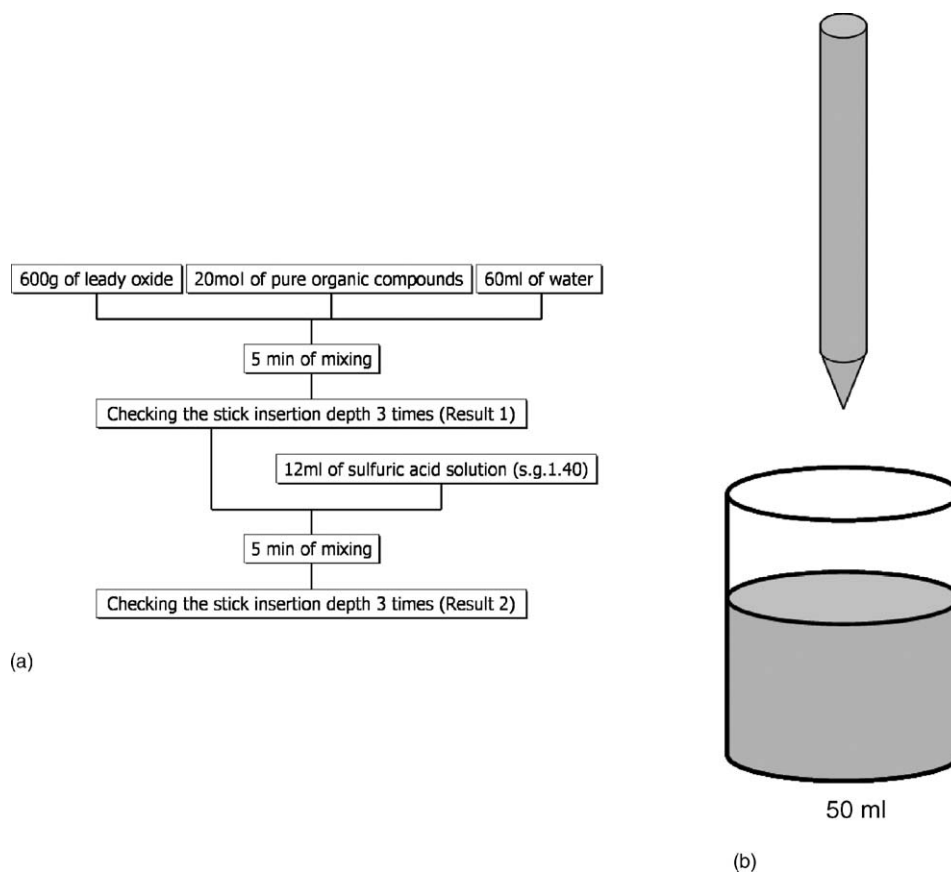 600g of leady oxide
20mol of pure organic compounds
60ml of water
5 min of mixing
Checking the stick insertion depth 3 times (Result 1)
12ml of sulfuric acid solution (s.g.1.40)
5 min of mixing
Checking the stick insertion depth 3 times (Result 2)
(a)
50 ml
(b)